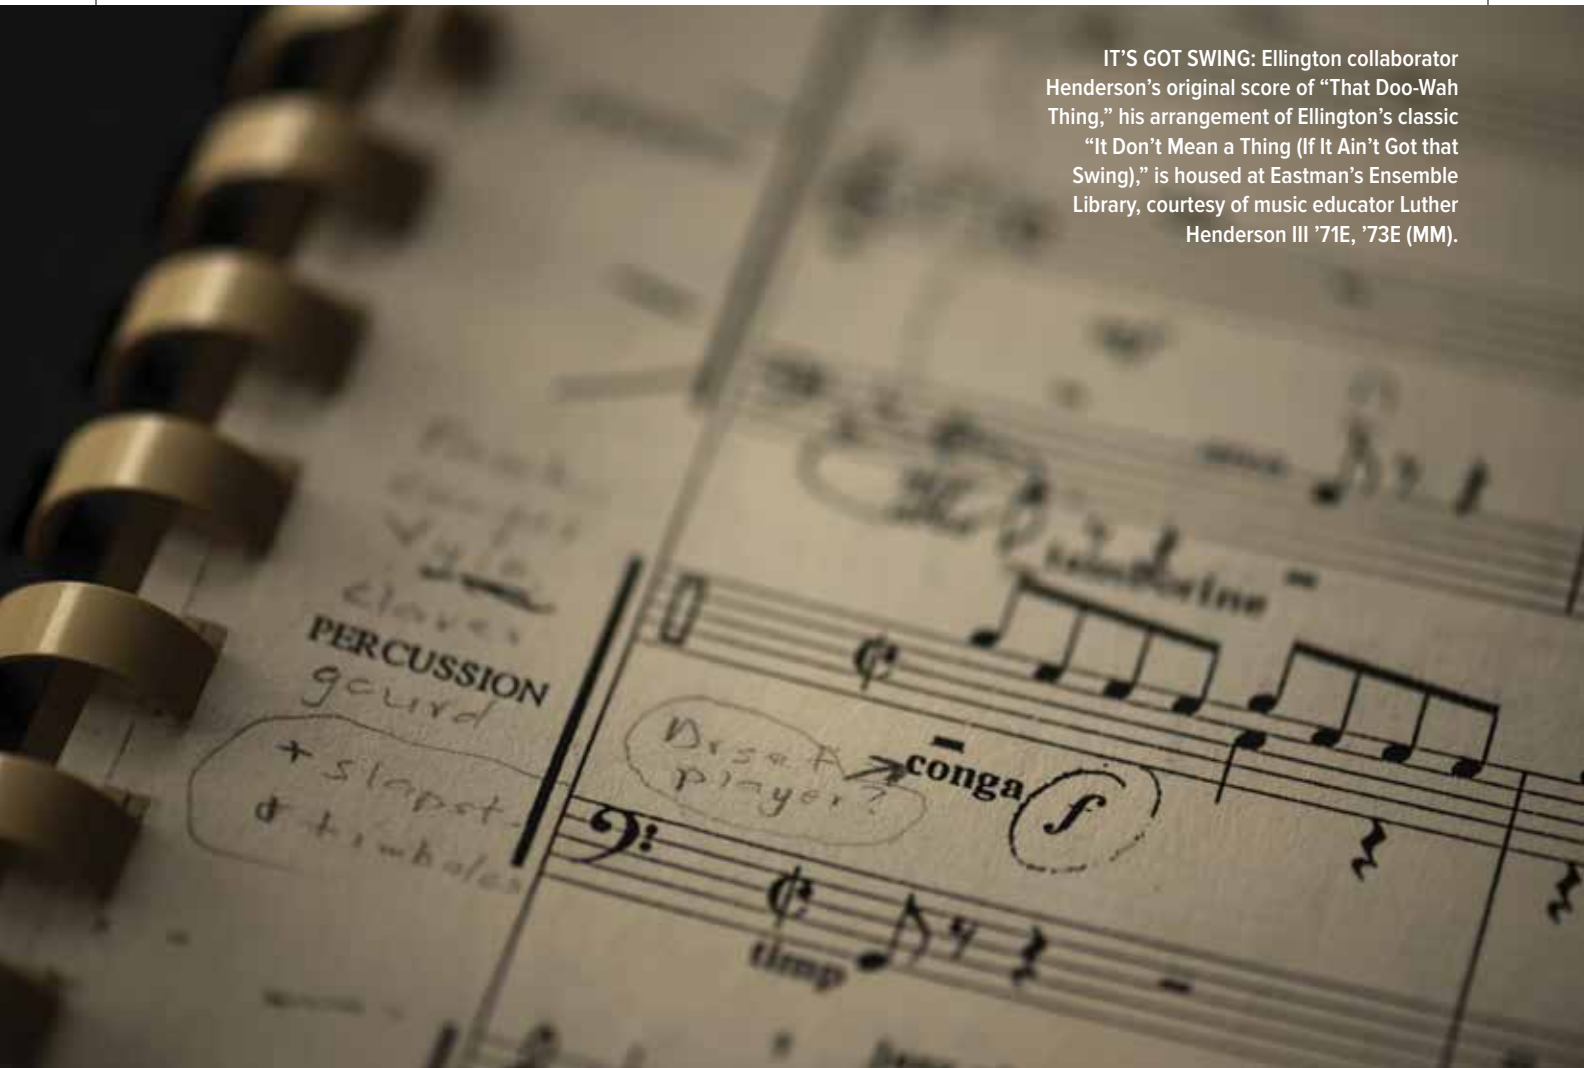 IT’S GOT SWING: Ellington collaborator
Henderson’s original score of “That Doo-Wah
Thing,” his arrangement of Ellington’s classic
“It Don’t Mean a Thing (If It Ain’t Got that
Swing),” is housed at Eastman’s Ensemble
Library, courtesy of music educator Luther
Henderson III ’71E, ’73E (MM).
tambourine
claves
PERCUSSION
gourd
+ slapst.
player?
conga
f
+ timbales
timp